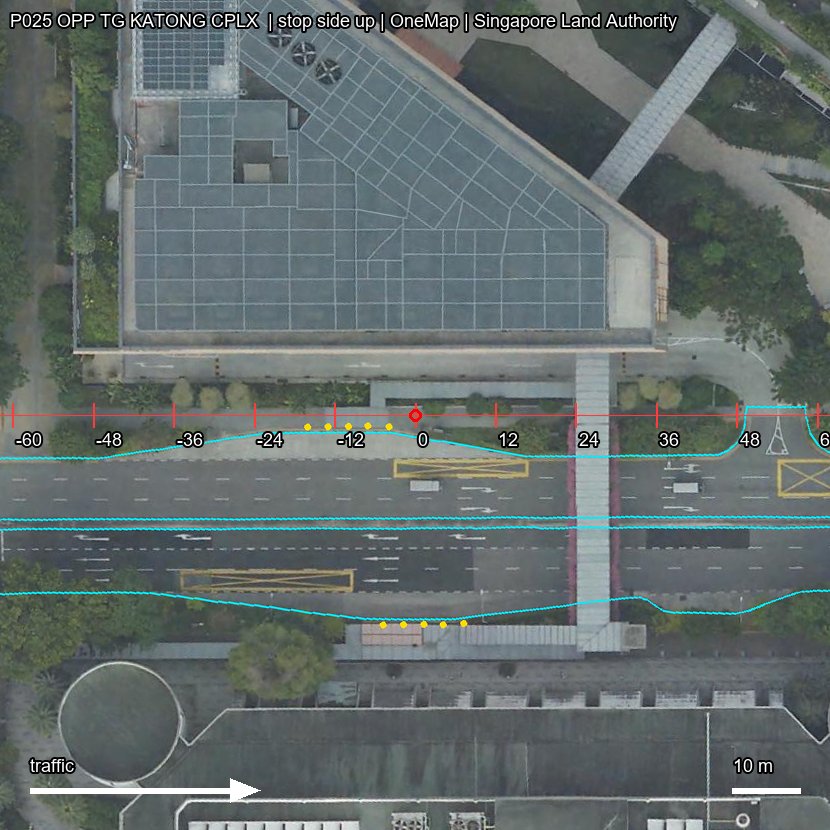 P025 OPP TG KATONG CPLX | stop side up | OneMap | Singapore Land Authority
-60 -48 -36 -24 -12 0 12 24 36 48 6
traffic
10 m